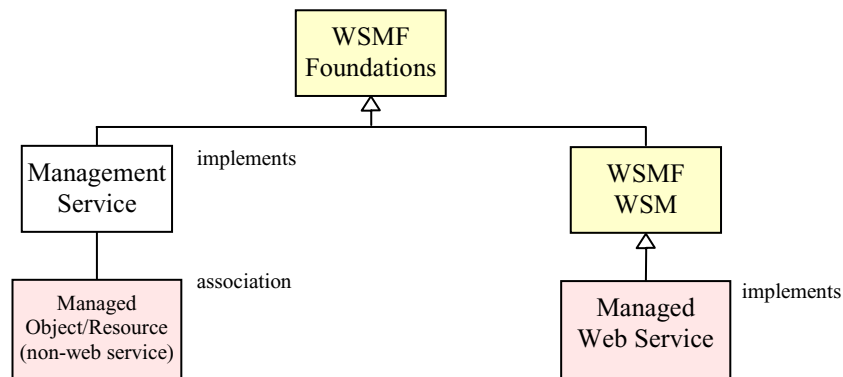 WSMF
Foundations
implements
Management
Service
WSMF
WSM
association
Managed
Object/Resource
(non-web service)
Managed
Web Service
implements